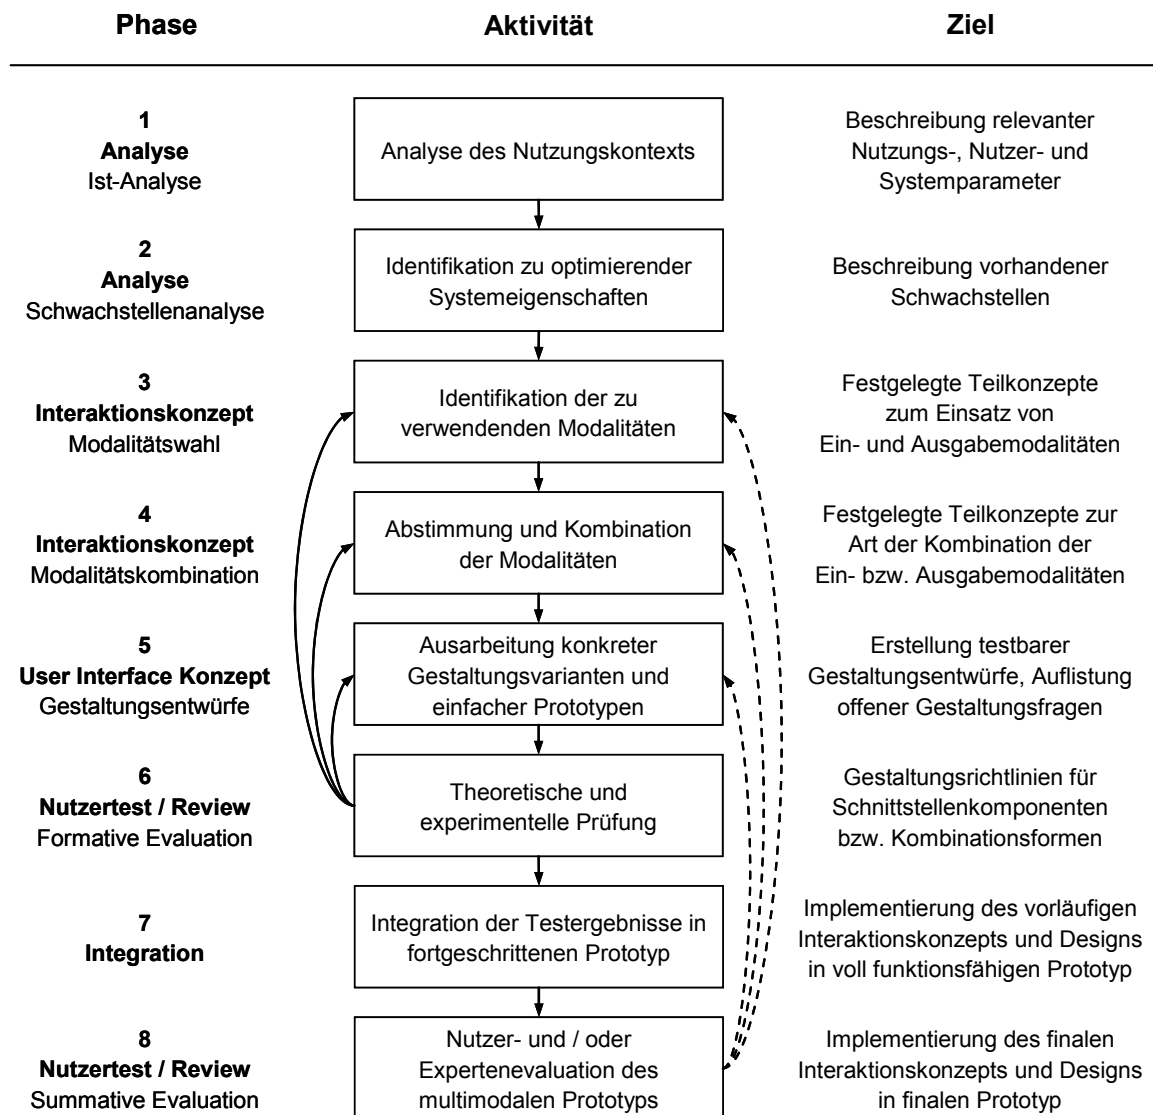 Phase
Aktivität
Ziel
1
Analyse
Ist-Analyse
Analyse des Nutzungskontexts
Beschreibung relevanter
Nutzungs-, Nutzer- und
Systemparameter
2
Analyse
Schwachstellenanalyse
Identifikation zu optimierender
Systemeigenschaften
Beschreibung vorhandener
Schwachstellen
3
Interaktionskonzept
Modalitätswahl
Identifikation der zu
verwendenden Modalitäten
Festgelegte Teilkonzepte
zum Einsatz von
Ein- und Ausgabemodalitäten
4
Interaktionskonzept
Modalitätskombination
Abstimmung und Kombination
der Modalitäten
Festgelegte Teilkonzepte zur
Art der Kombination der
Ein- bzw. Ausgabemodalitäten
5
User Interface Konzept
Gestaltungsentwürfe
Ausarbeitung konkreter
Gestaltungsvarianten und
einfacher Prototypen
Erstellung testbarer
Gestaltungsentwürfe, Auflistung
offener Gestaltungsfragen
6
Nutzertest / Review
Formative Evaluation
Theoretische und
experimentelle Prüfung
Gestaltungsrichtlinien für
Schnittstellenkomponenten
bzw. Kombinationsformen
7
Integration
Integration der Testergebnisse in
fortgeschrittenen Prototyp
Implementierung des vorläufigen
Interaktionskonzepts und Designs
in voll funktionsfähigen Prototyp
8
Nutzertest / Review
Summative Evaluation
Nutzer- und / oder
Expertenevaluation des
multimodalen Prototyps
Implementierung des finalen
Interaktionskonzepts und Designs
in finalen Prototyp